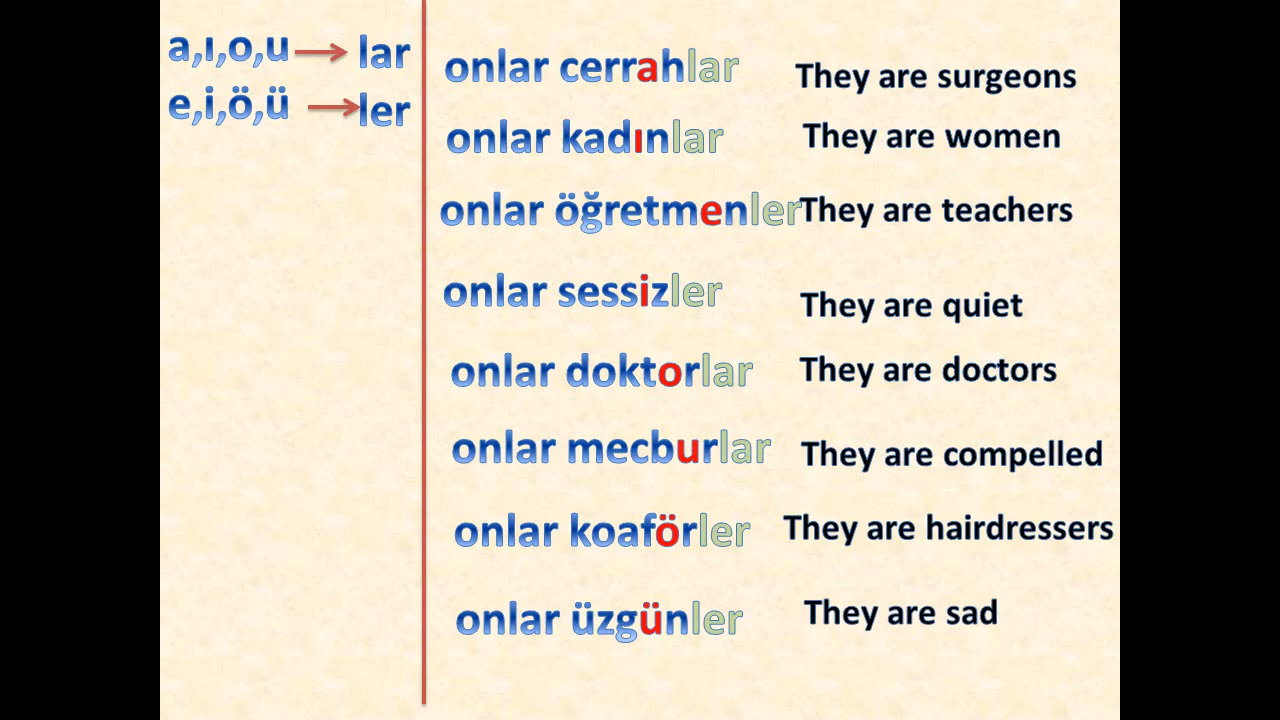 a,ı,o,u → lar
e,i,ö,ü → ler
onlar cerrahlar They are surgeons
onlar kadınlar They are women
onlar öğretmenler They are teachers
onlar sessizler They are quiet
onlar doktorlar They are doctors
onlar mecburlar They are compelled
onlar koaförler They are hairdressers
onlar üzgünler They are sad